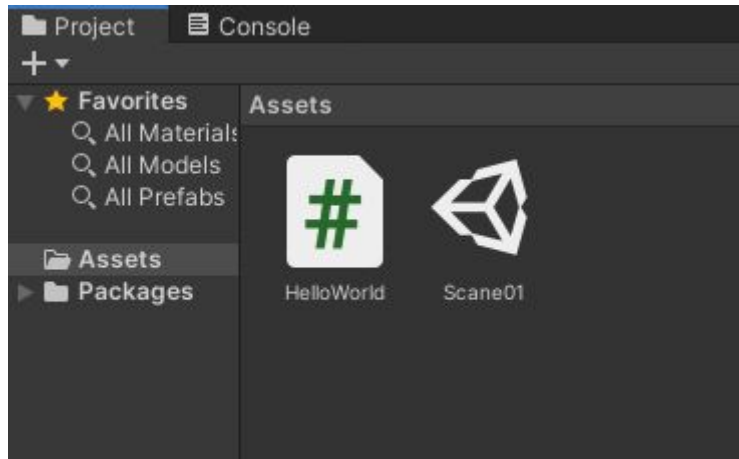 Project
Console
Favorites
All Materials
All Models
All Prefabs
Assets
Packages
Assets
#
HelloWorld
Scane01